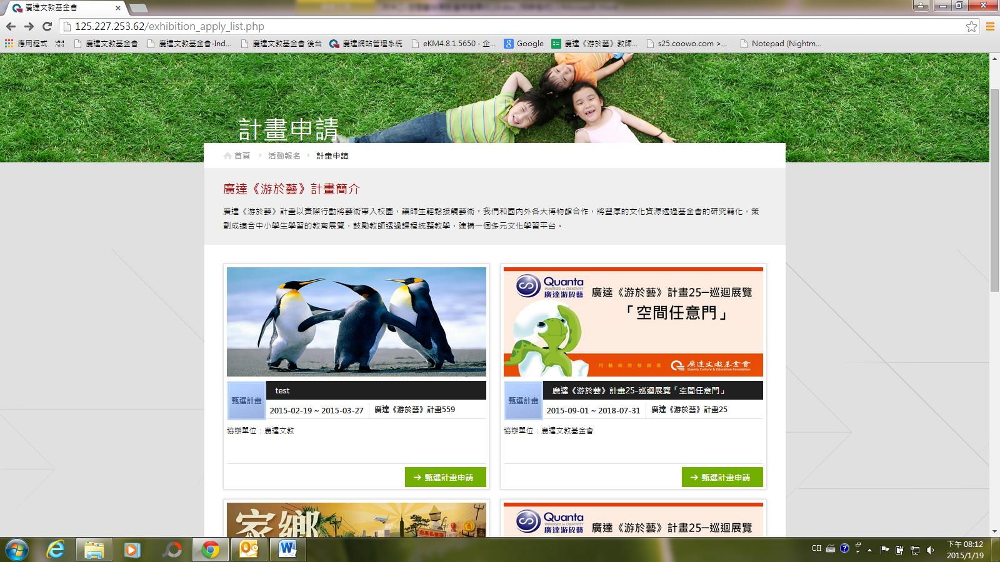 廣達文教基金會
125.227.253.62/exhibition_apply_list.php
應用程式
WIKI
廣達文教基金會
廣達文教基金會-Ind...
廣達文教基金會 後台
廣達網站管理系統
eKM4.8.1.5650 - 企...
Google
廣達《游於藝》教師...
s25.coowo.com >...
Notepad (Nightm...
計畫申請
首頁
活動報名
計畫申請
廣達《游於藝》計畫簡介
廣達《游於藝》計畫以實際行動將藝術帶入校園，讓師生輕鬆接觸藝術。我們和國內外各大博物館合作，將豐厚的文化資源透過基金會的研究轉化，策
劃成適合中小學生學習的教育展覽，鼓勵教師透過課程統整教學，建構一個多元文化學習平台。
甄選計畫
test
2015-02-19 ~ 2015-03-27
廣達《游於藝》計畫559
協辦單位：廣達文教
甄選計畫申請
Quanta
IMMERSED in CREATIVITY
廣達游於藝
廣達《游於藝》計畫25─巡迴展覽
「空間任意門」
用藝術啓發創意
廣達文教基金會
Quanta Culture & Education Foundation
甄選計畫
廣達《游於藝》計畫25-巡迴展覽「空間任意門」
2015-09-01 ~ 2018-07-31
廣達《游於藝》計畫25
協辦單位：廣達文教基金會
甄選計畫申請
家鄉
Quanta
IMMERSED in CREATIVITY
廣達游於藝
廣達《游於藝》計畫25─巡迴展覽
CH
下午 08:12
2015/1/19